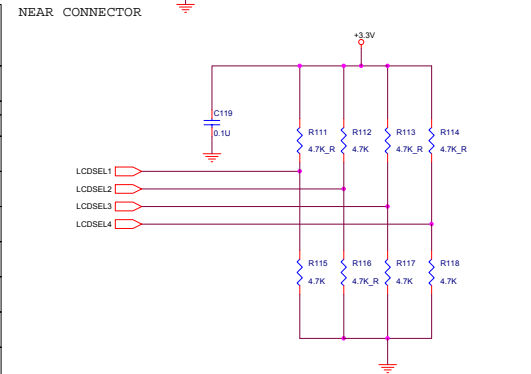 NEAR CONNECTOR
+3.3V
C119
0.1U
R111 R112 R113 R114
4.7K_R 4.7K 4.7K_R 4.7K_R
LCDSEL1
LCDSEL2
LCDSEL3
LCDSEL4
R115 R116 R117 R118
4.7K 4.7K_R 4.7K 4.7K